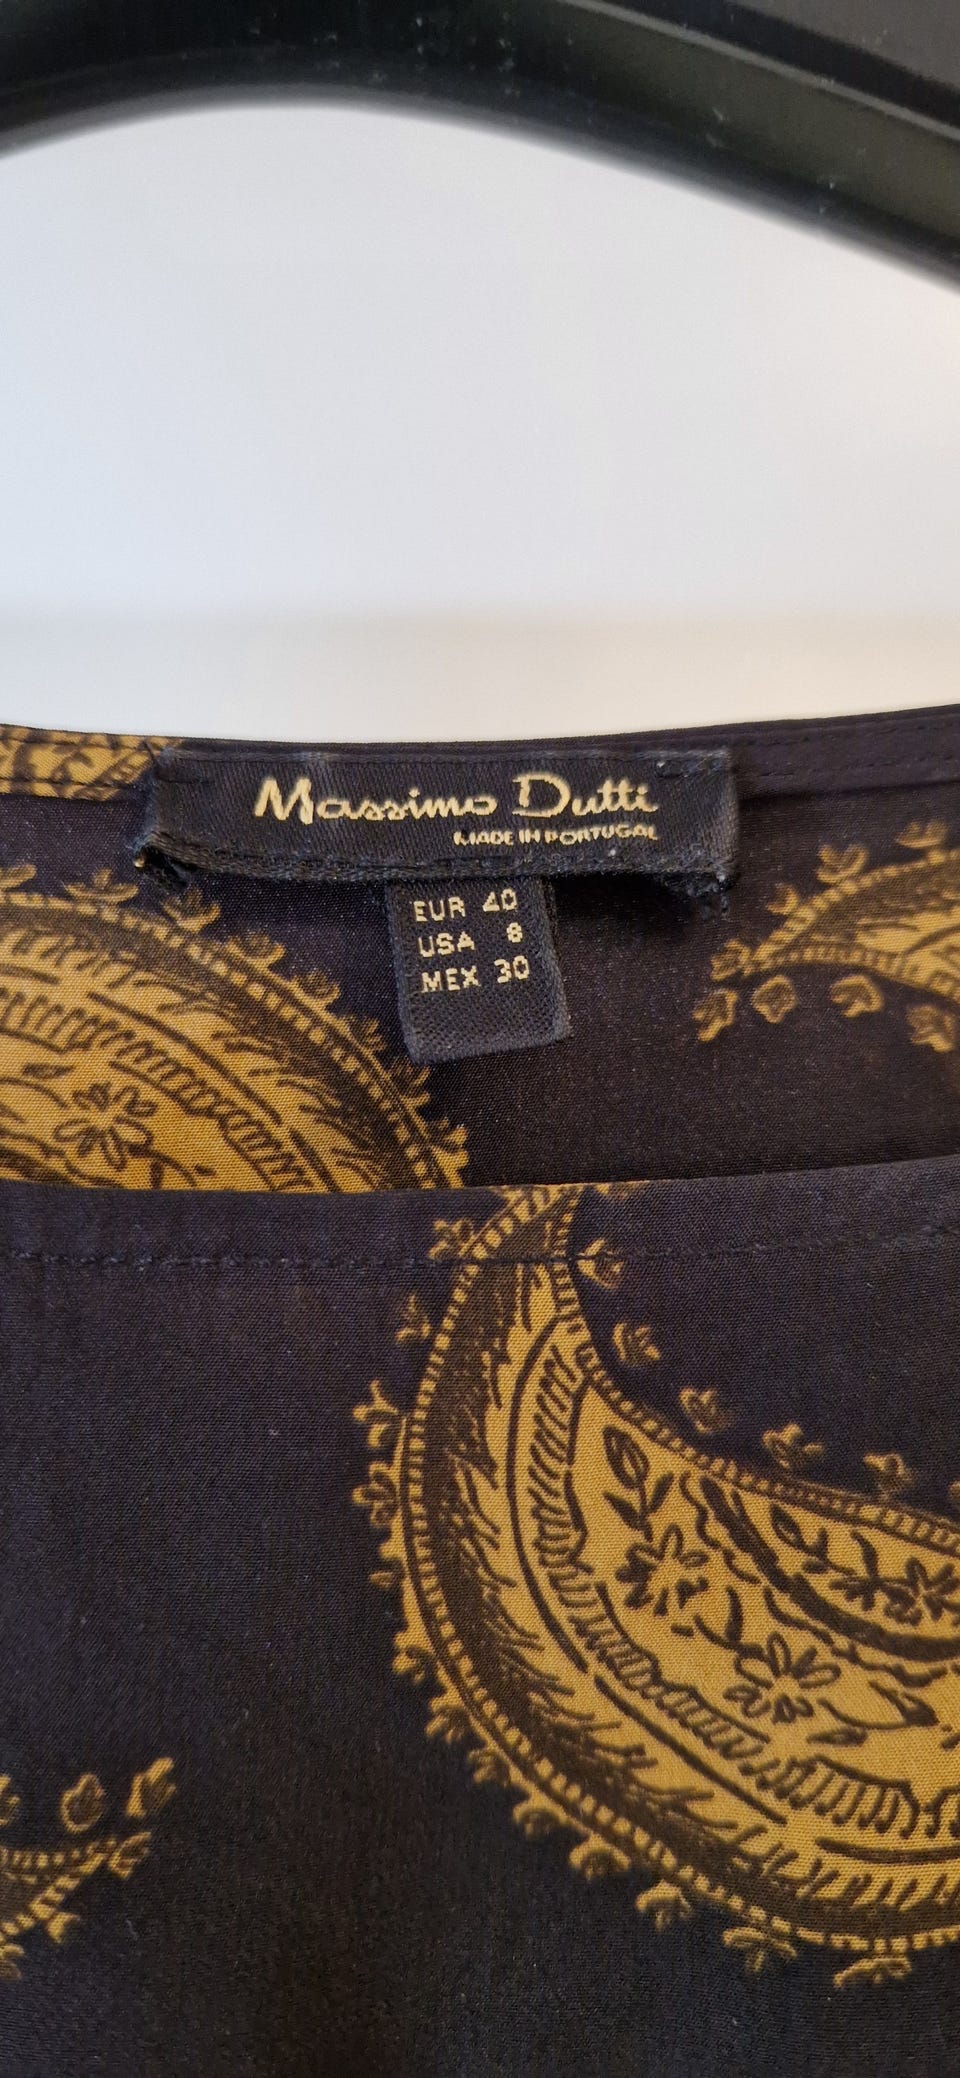 Massimo Dutti
MADE IN PORTUGAL
EUR 40
USA 8
MEX 30